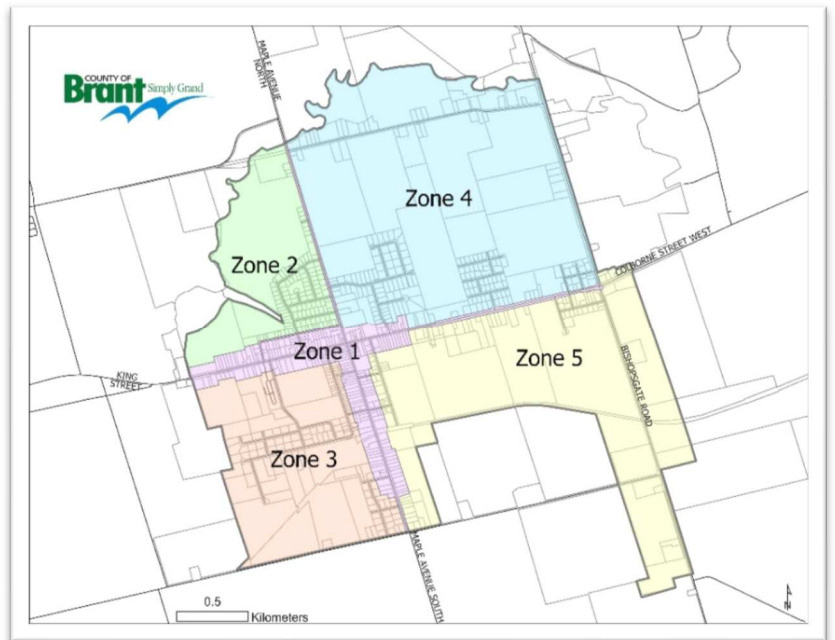 COUNTY OF
Brant Simply Grand
MAPLE AVENUE
NORTH
Zone 4
Zone 2
COLBORNE STREET WEST
Zone 1
Zone 5
KING
STREET
BISHOPSGATE ROAD
Zone 3
MAPLE AVENUE SOUTH
0.5
Kilometers
N